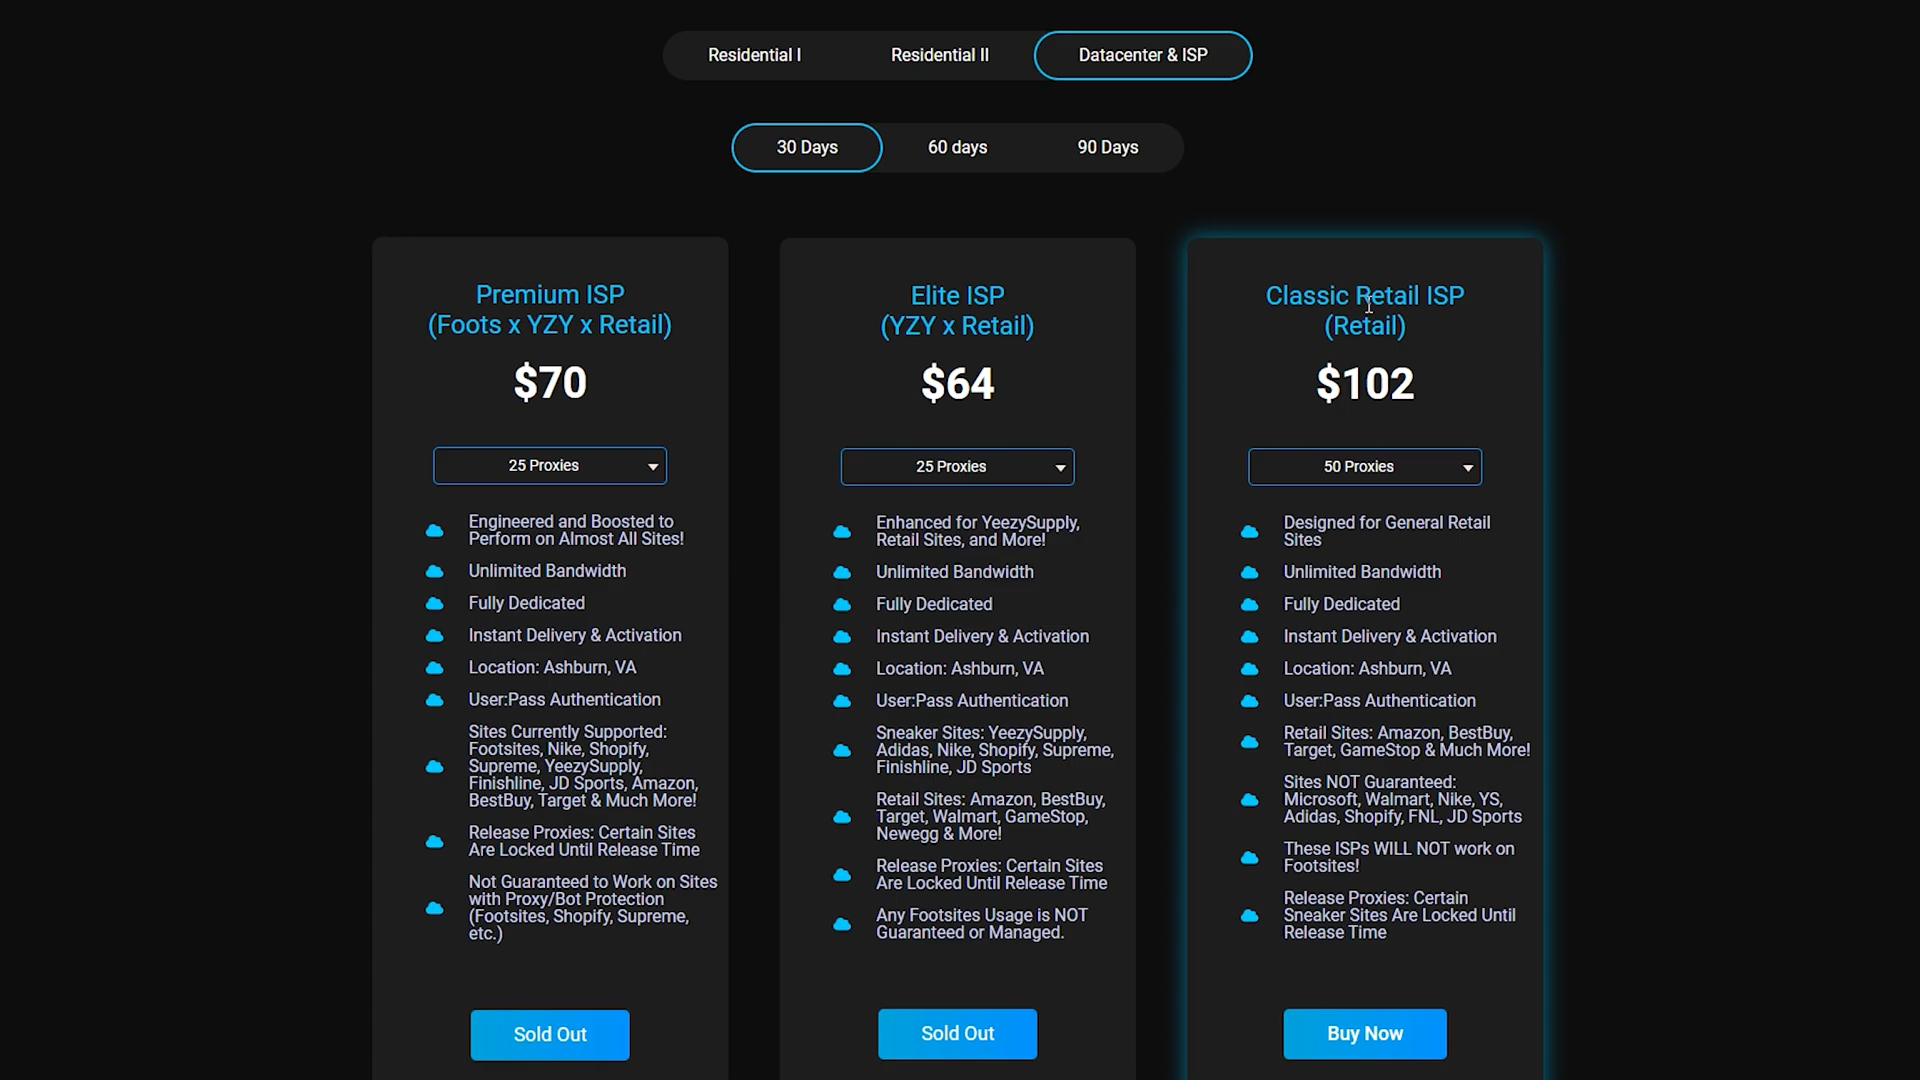 Residential I
Residential II
Datacenter & ISP
30 Days
60 days
90 Days
Premium ISP
(Foots x YZY x Retail)
$70
25 Proxies
Engineered and Boosted to
Perform on Almost All Sites!
Unlimited Bandwidth
Fully Dedicated
Instant Delivery & Activation
Location: Ashburn, VA
User:Pass Authentication
Sites Currently Supported:
Footsites, Nike, Shopify,
Supreme, YeezySupply,
Finishline, JD Sports, Amazon,
BestBuy, Target & Much More!
Release Proxies: Certain Sites
Are Locked Until Release Time
Not Guaranteed to Work on Sites
with Proxy/Bot Protection
(Footsites, Shopify, Supreme,
etc.)
Sold Out
Elite ISP
(YZY x Retail)
$64
25 Proxies
Enhanced for YeezySupply,
Retail Sites, and More!
Unlimited Bandwidth
Fully Dedicated
Instant Delivery & Activation
Location: Ashburn, VA
User:Pass Authentication
Sneaker Sites: YeezySupply,
Adidas, Nike, Shopify, Supreme,
Finishline, JD Sports
Retail Sites: Amazon, BestBuy,
Target, Walmart, GameStop,
Newegg & More!
Release Proxies: Certain Sites
Are Locked Until Release Time
Any Footsites Usage is NOT
Guaranteed or Managed.
Sold Out
Classic Retail ISP
(Retail)
$102
50 Proxies
Designed for General Retail
Sites
Unlimited Bandwidth
Fully Dedicated
Instant Delivery & Activation
Location: Ashburn, VA
User:Pass Authentication
Retail Sites: Amazon, BestBuy,
Target, GameStop & Much More!
Sites NOT Guaranteed:
Microsoft, Walmart, Nike, YS,
Adidas, Shopify, FNL, JD Sports
These ISPs WILL NOT work on
Footsites!
Release Proxies: Certain
Sneaker Sites Are Locked Until
Release Time
Buy Now